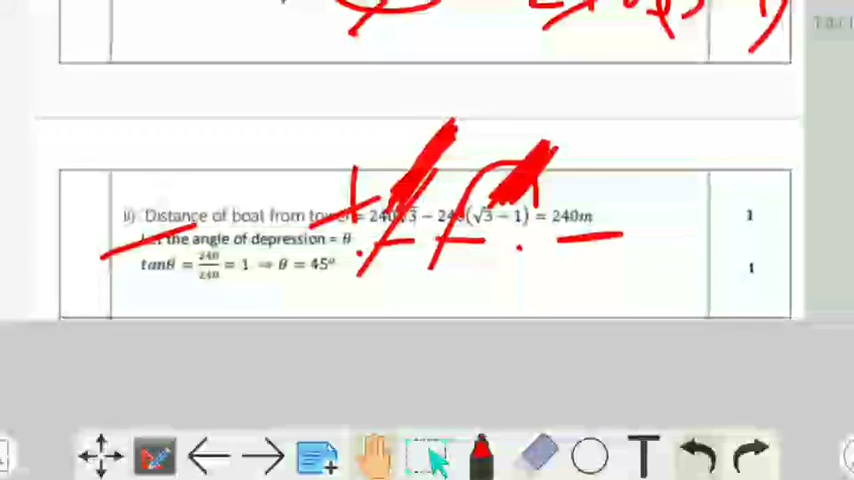 ii) Distance of boat from tower = 240√3 − 240(√3 − 1) = 240m 1
Let the angle of depression = θ
tanθ = 240/240 = 1 ⇒ θ = 45° 1
T